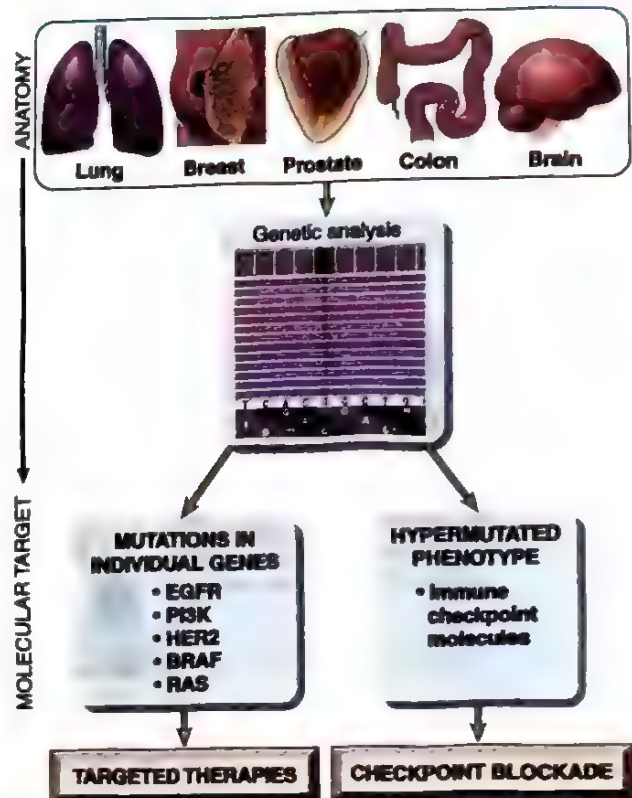 ANATOMY
Lung
Breast
Prostate
Colon
Brain
Genetic analysis
MOLECULAR TARGET
MUTATIONS IN
INDIVIDUAL GENES
• EGFR
• PI3K
• HER2
• BRAF
• RAS
HYPERMUTATED
PHENOTYPE
• Immune
checkpoint
molecules
TARGETED THERAPIES
CHECKPOINT BLOCKADE